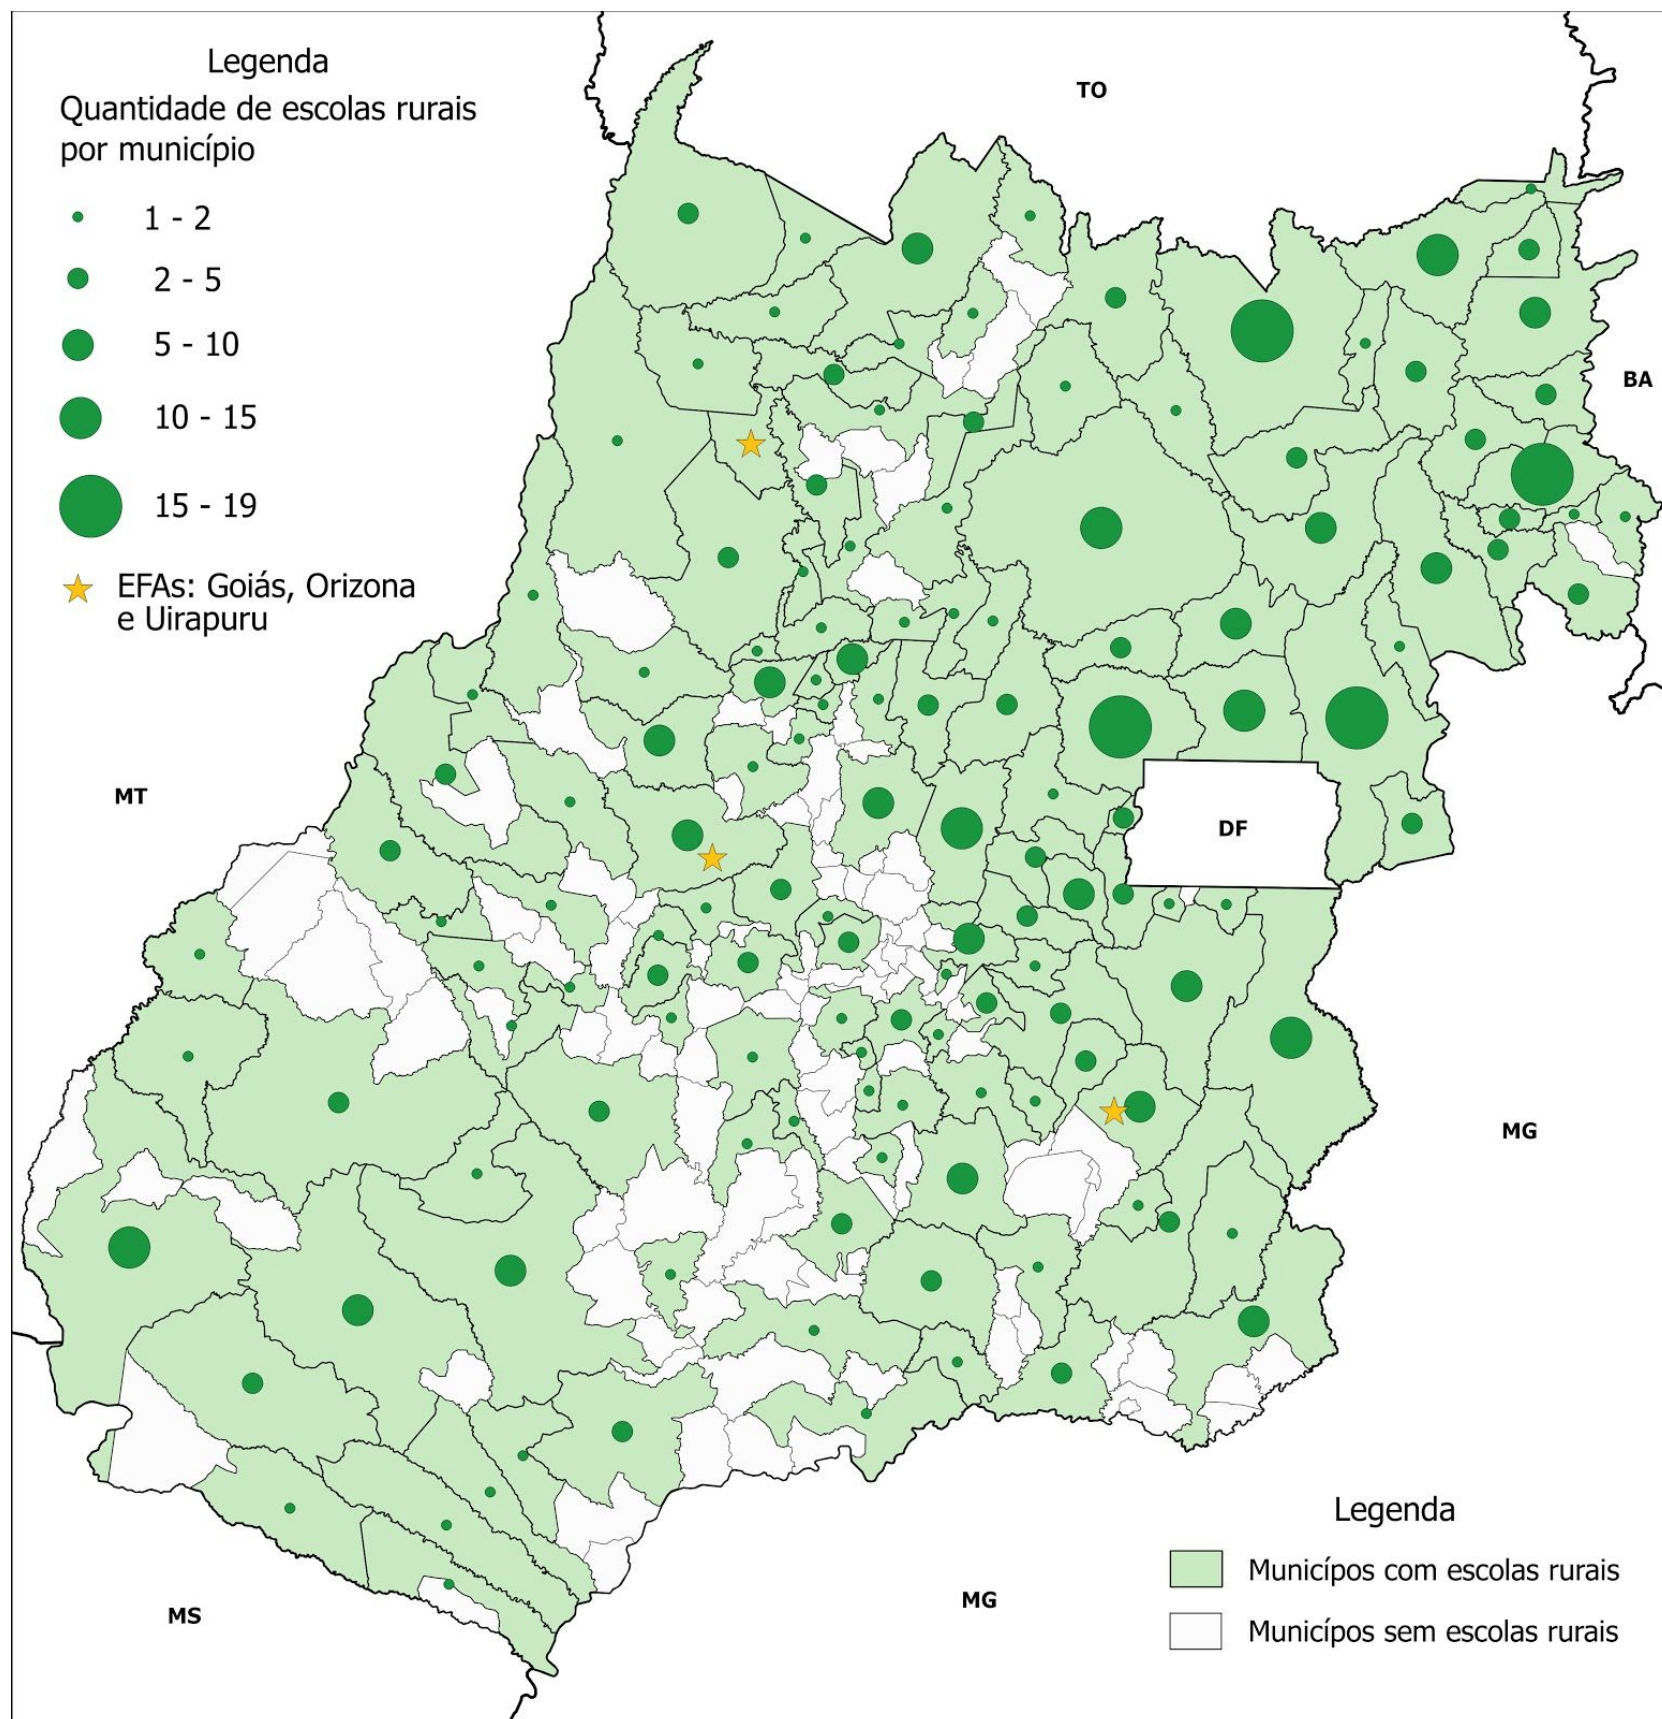 Legenda
Quantidade de escolas rurais
por município
1 - 2
2 - 5
5 - 10
10 - 15
15 - 19
EFAs: Goiás, Orizona
e Uirapuru
TO
BA
MT
DF
MG
MS
MG
Legenda
Municípos com escolas rurais
Municípos sem escolas rurais